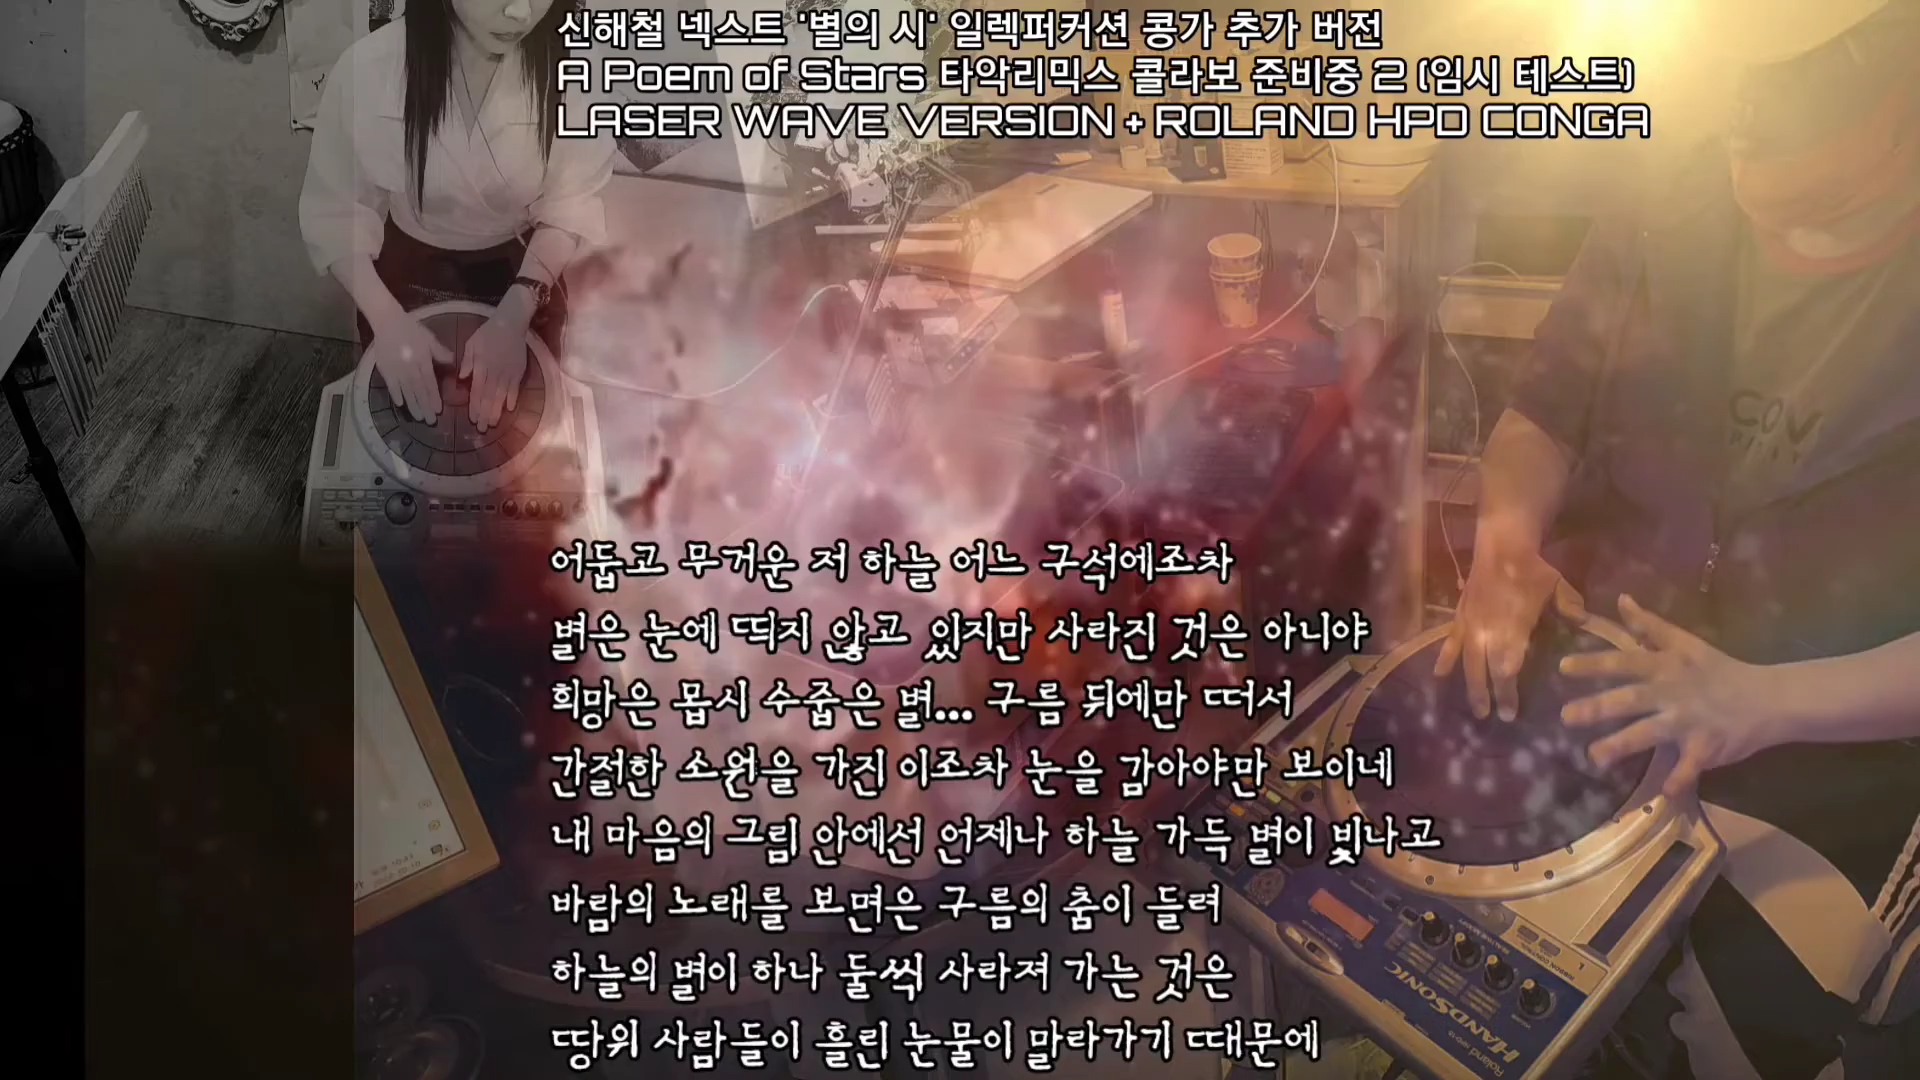 신해철 넥스트 '별의 시' 일렉퍼커션 콩가 추가 버전
A Poem of Stars 타악리믹스 콜라보 준비중 2 (임시 테스트)
LASER WAVE VERSION + ROLAND HPD CONGA
COV
어둡고 무거운 저 하늘 어느 구석에조차
별은 눈에 띄지 않고 있지만 사라진 것은 아니야
희망은 몹시 수줍은 별... 구름 뒤에만 떠서
간절한 소원을 가진 이조차 눈을 감아야만 보이네
내 마음의 그림 안에선 언제나 하늘 가득 별이 빛나고
바람의 노래를 보면은 구름의 춤이 들려
하늘의 별이 하나 둘씩 사라져 가는 것은
땅위 사람들이 흘린 눈물이 말라가기 때문에
HANDSONIC
Roland